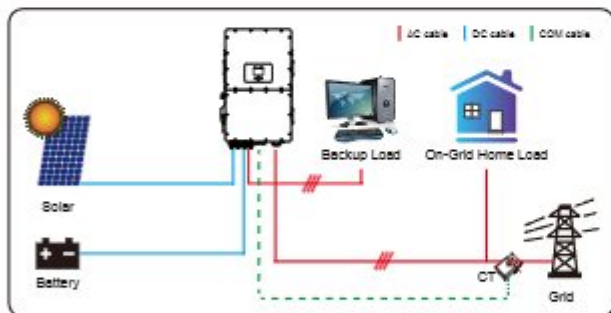 AC cable DC cable COM cable
Backup Load
On-Grid Home Load
Solar
CT
Battery
Grid